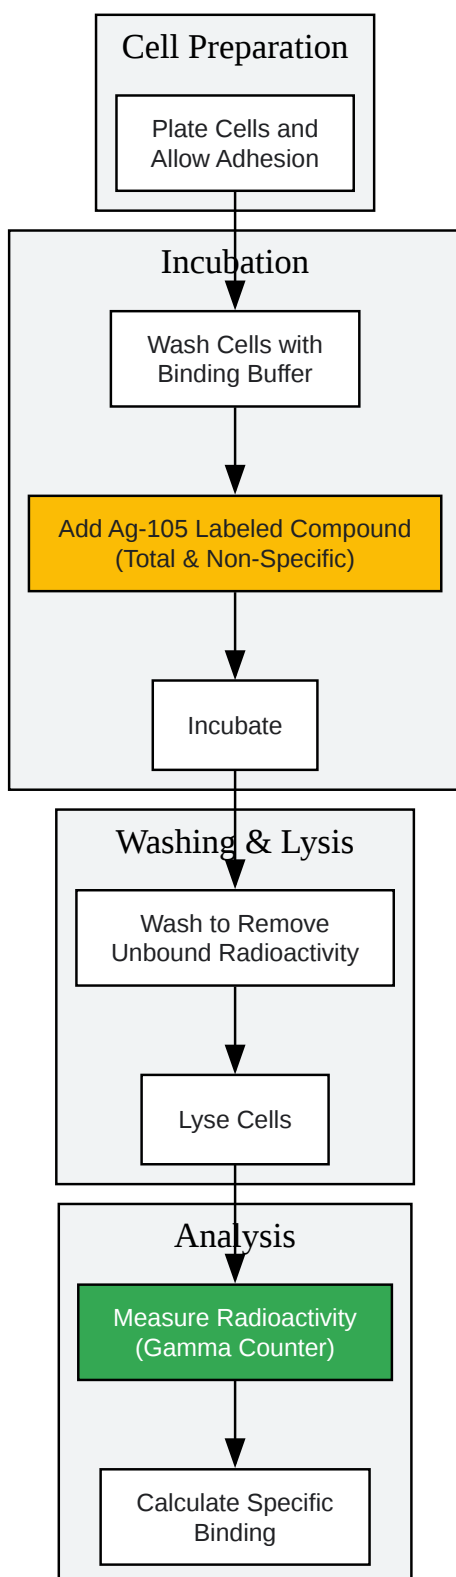 Cell Preparation
Plate Cells and
Allow Adhesion
Incubation
Wash Cells with
Binding Buffer
Add Ag-105 Labeled Compound
(Total & Non-Specific)
Incubate
Washing & Lysis
Wash to Remove
Unbound Radioactivity
Lyse Cells
Analysis
Measure Radioactivity
(Gamma Counter)
Calculate Specific
Binding